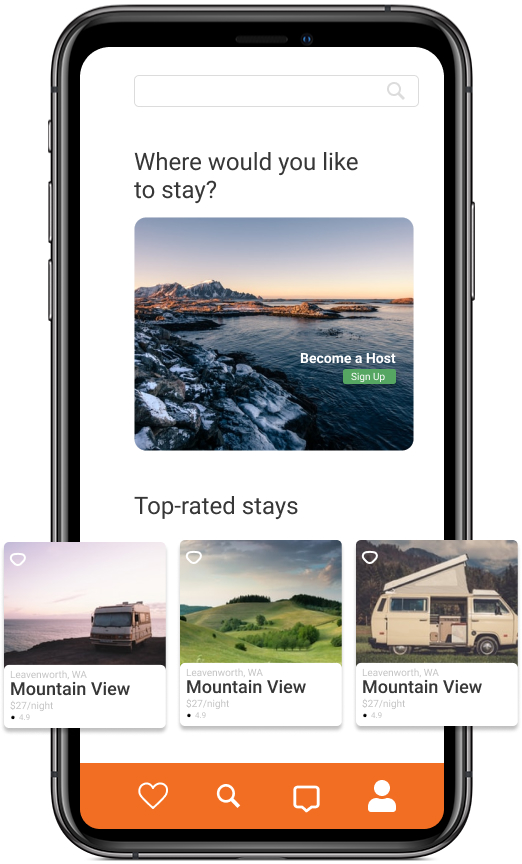 Where would you like
to stay?
Become a Host
Sign Up
Top-rated stays
Leavenworth, WA
Mountain View
$27/night
4.9
Leavenworth, WA
Mountain View
$27/night
4.9
Leavenworth, WA
Mountain View
$27/night
4.9